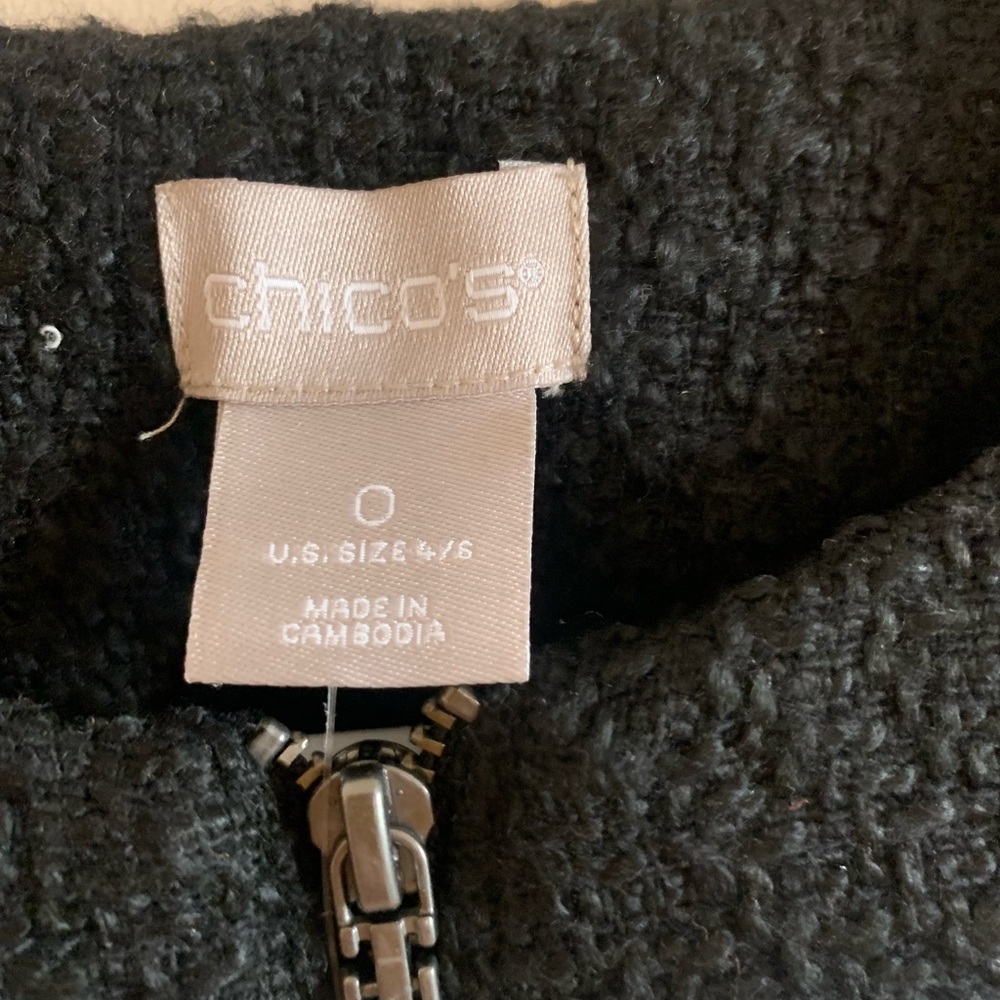 chico's®
0
U.S. SIZE 4/6
MADE IN
CAMBODIA